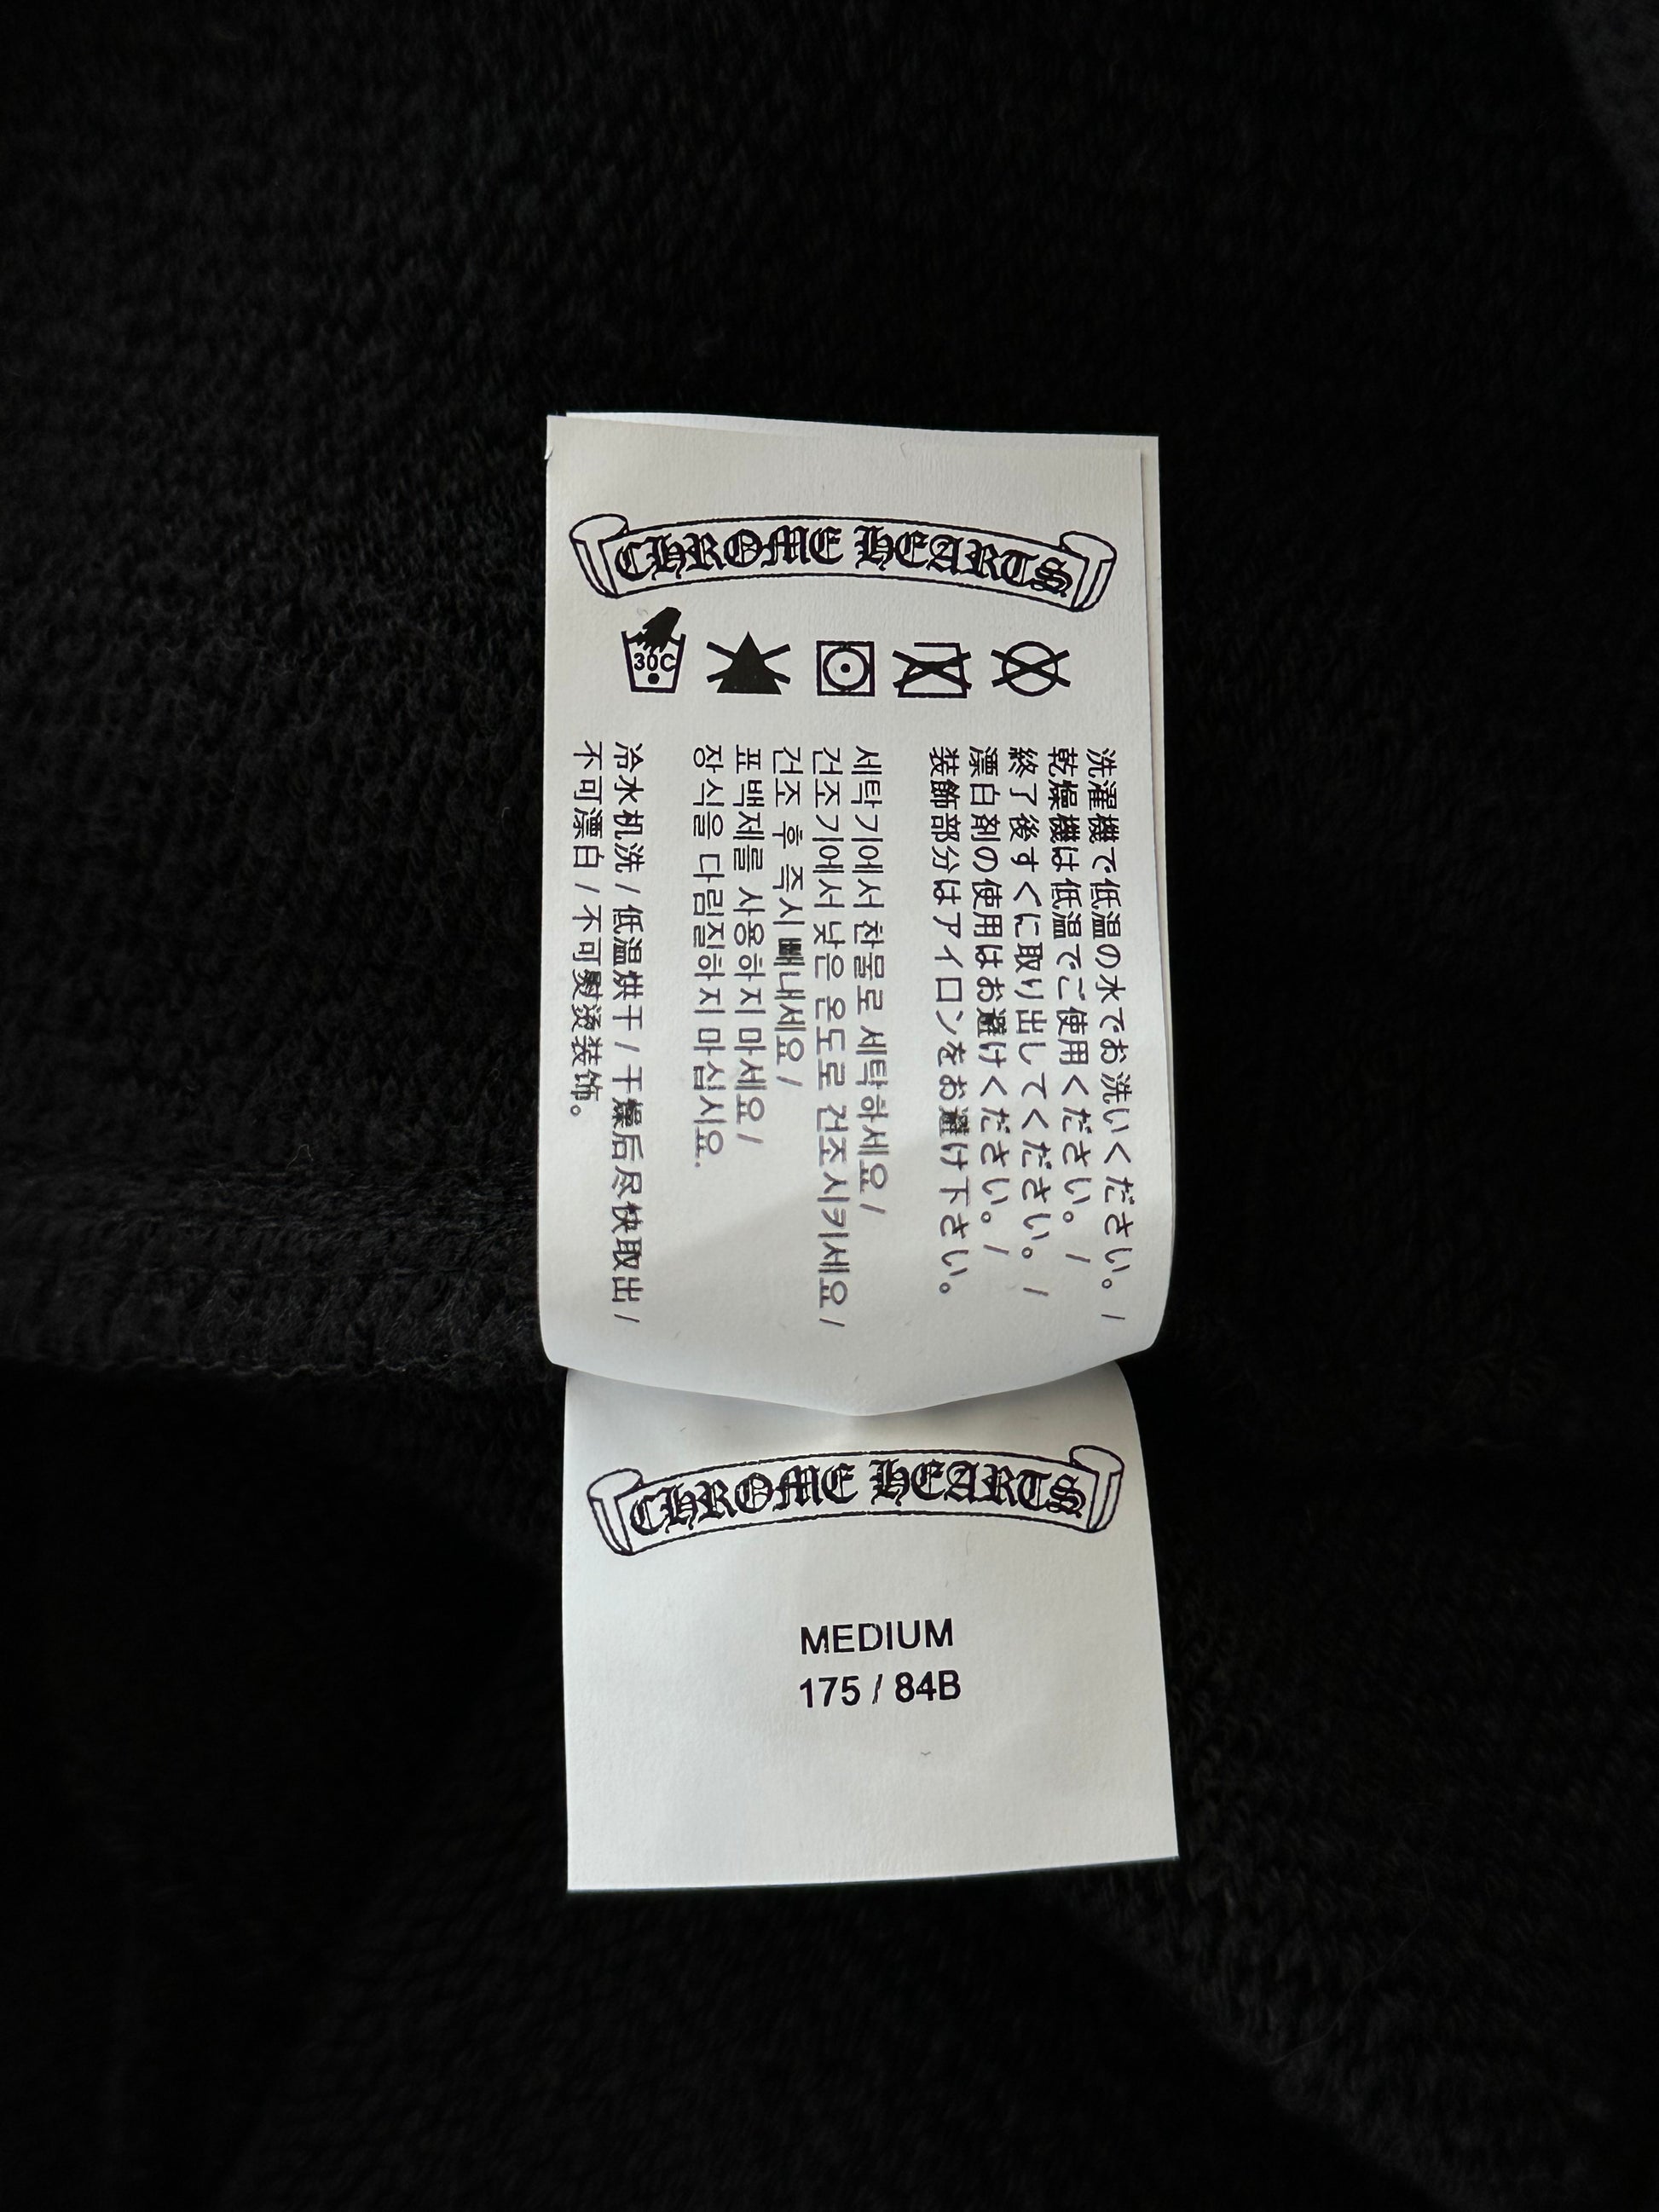 CHROME HEARTS
30C
洗濯機で低温の水でお洗いください。 /
乾燥機は低温でご使用ください。 /
終了後すぐに取り出してください。 /
漂白剤の使用はお避けください。 /
装飾部分はアイロンをお避け下さい。
세탁기에서 찬물로 세탁하세요 /
건조기에서 낮은 온도로 건조시키세요 /
건조 후 즉시 빼내세요 /
표백제를 사용하지 마세요 /
장식을 다림질하지 마십시요.
冷水机洗 / 低温烘干 / 干燥后尽快取出 /
不可漂白 / 不可熨烫装饰。
CHROME HEARTS
MEDIUM
175 / 84B